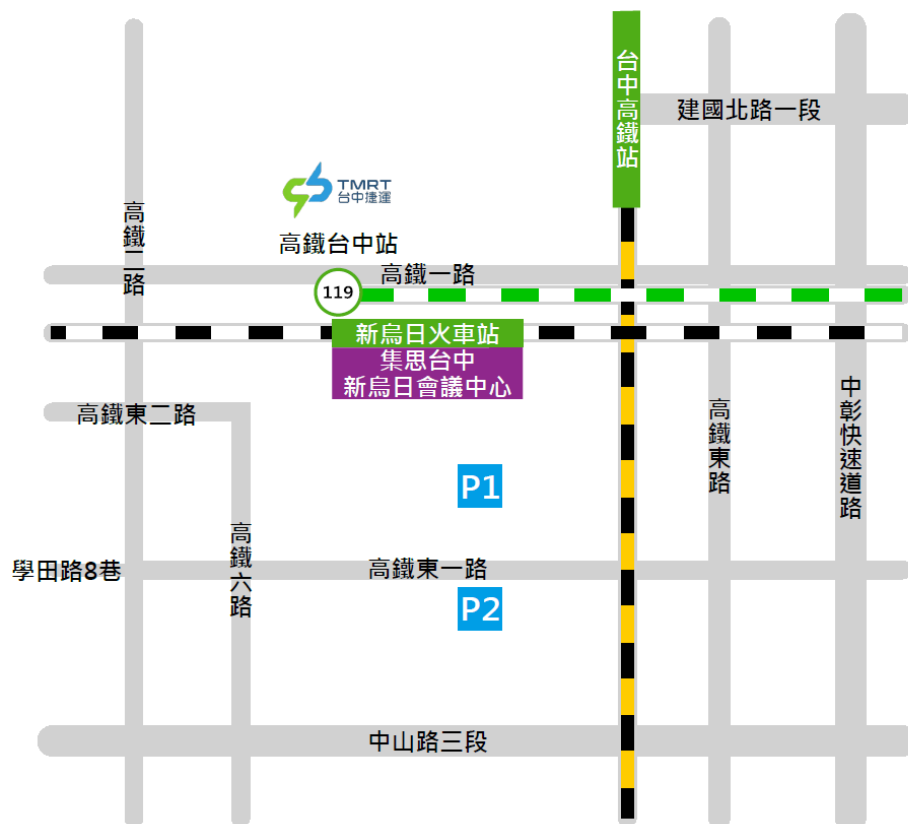 台中高鐵站
建國北路一段
TMRT
台中捷運
高鐵二路
高鐵台中站
高鐵一路
119
新烏日火車站
集思台中
新烏日會議中心
高鐵東二路
高鐵東路
中彰快速道路
P1
高鐵六路
學田路8巷
高鐵東一路
P2
中山路三段